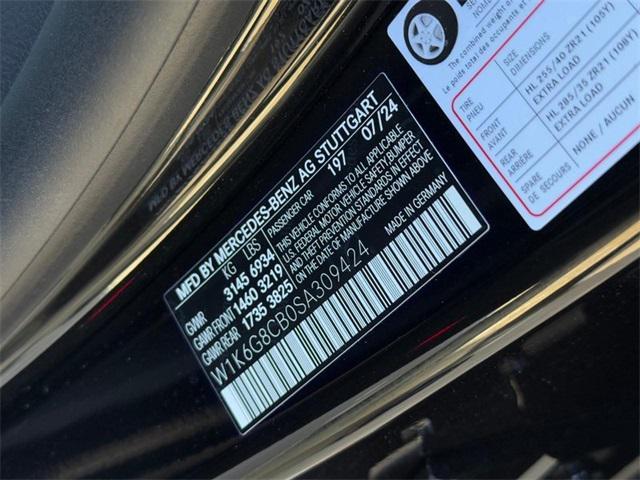 MFD BY MERCEDES-BENZ AG STUTTGART
KG LBS PASSENGER CAR 197 07/24
GVWR 3145 6934
GAWR FRONT 1460 3219
GAWR REAR 1735 3825
THIS VEHICLE CONFORMS TO ALL APPLICABLE
U.S. FEDERAL MOTOR VEHICLE SAFETY BUMPER
AND THEFT PREVENTION STANDARDS IN EFFECT
ON THE DATE OF MANUFACTURE SHOWN ABOVE.
MADE IN GERMANY
W1K6G8CB0SA309424
TIRE
PNEU
SIZE
DIMENSIONS
FRONT
AVANT
HL 255/40 ZR21 (105Y)
EXTRA LOAD
REAR
ARRIÈRE
HL 285/35 ZR21 (108Y)
EXTRA LOAD
SPARE
DE SECOURS
NONE / AUCUN